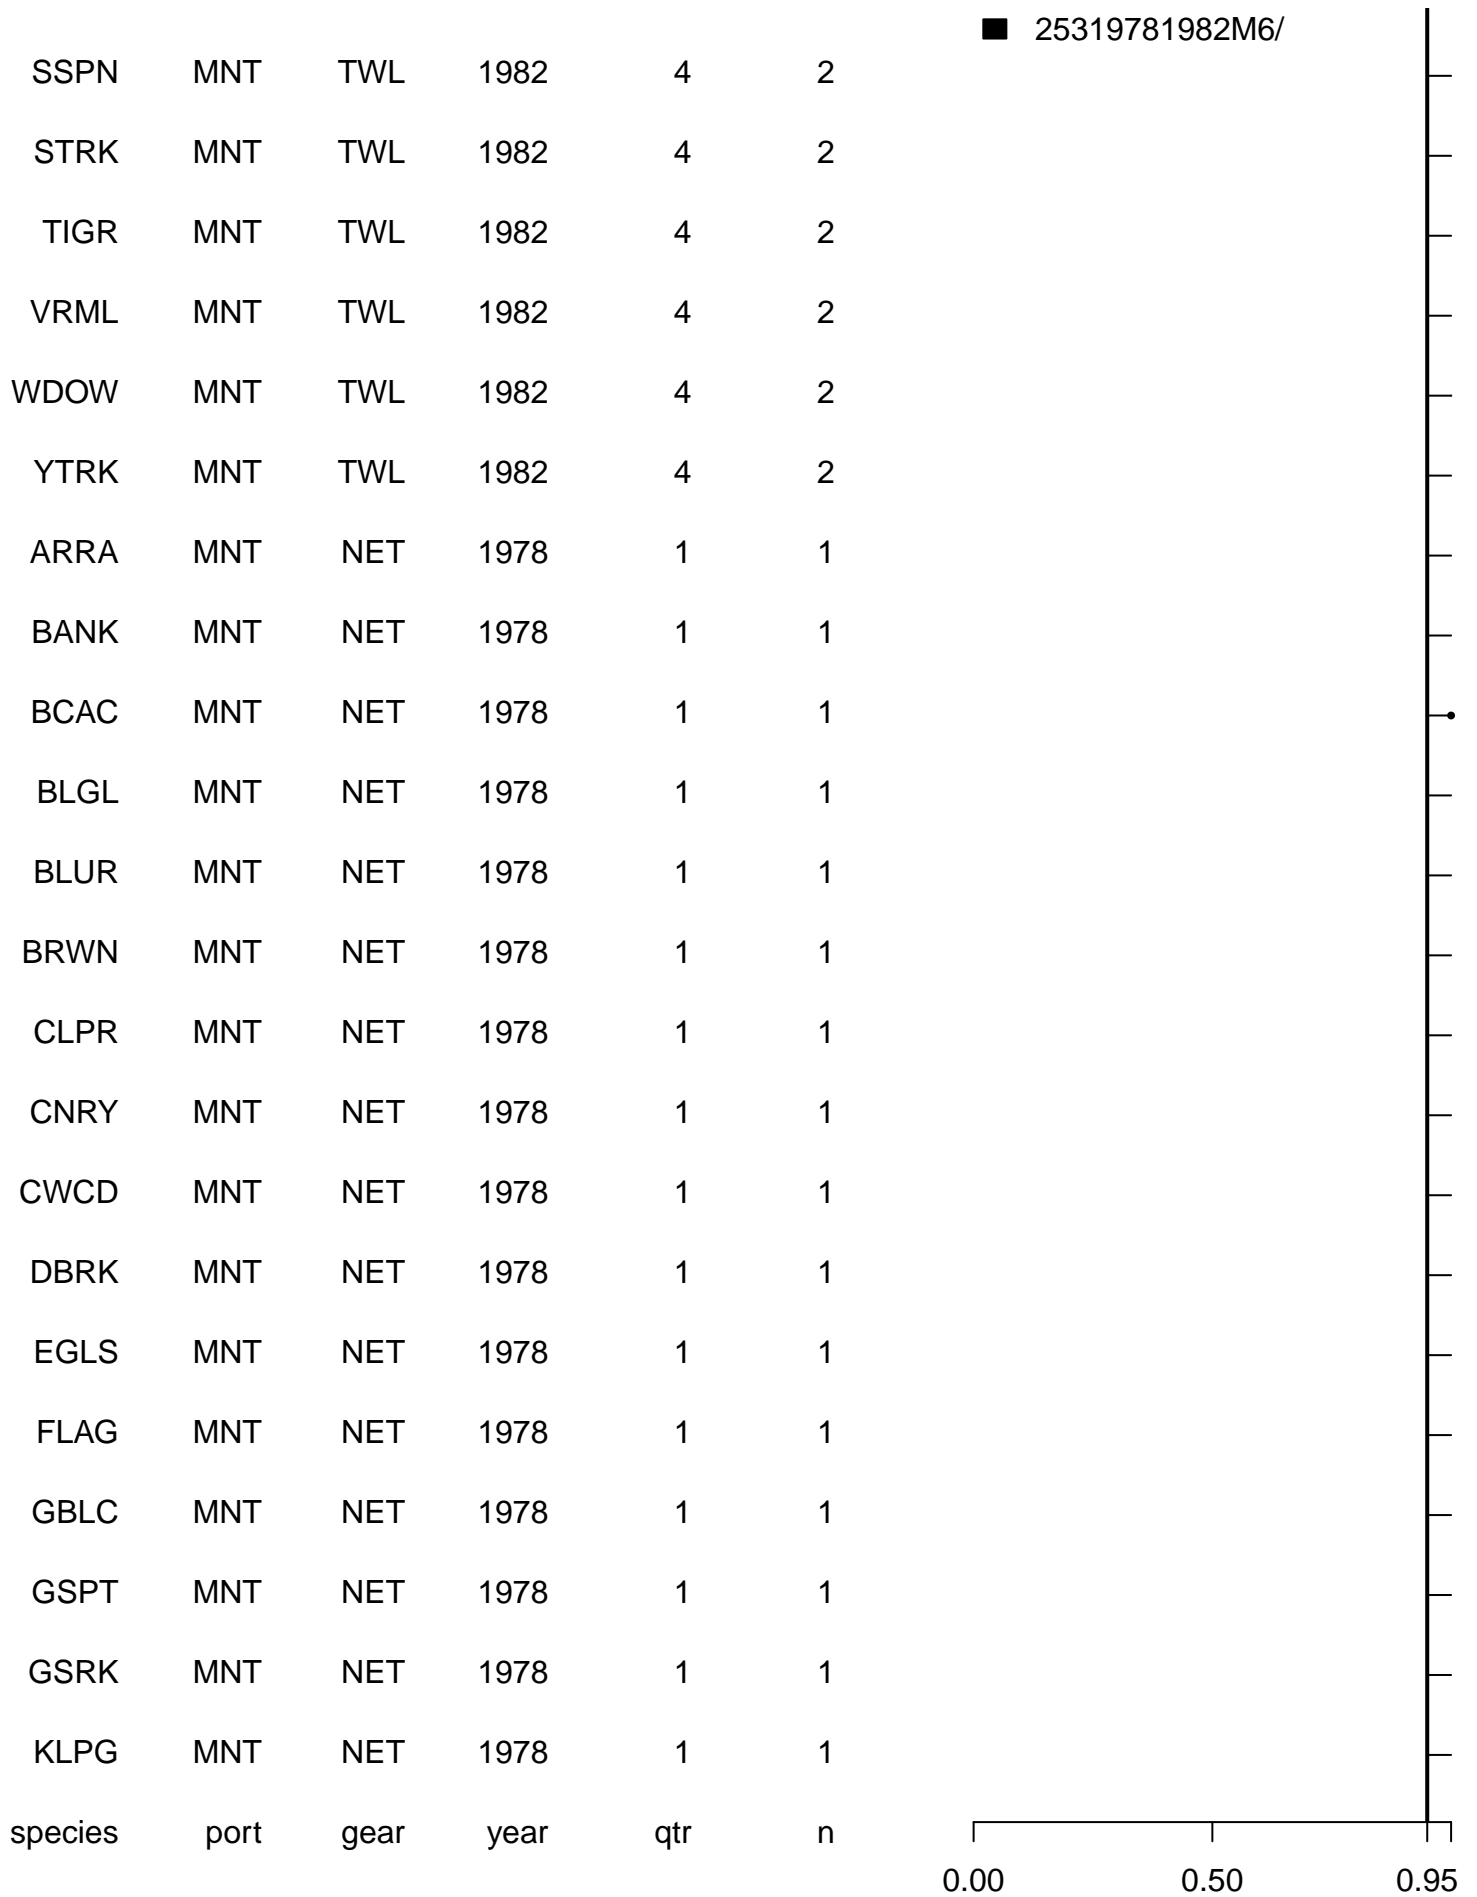 25319781982M6/
SSPN MNT TWL 1982 4 2
STRK MNT TWL 1982 4 2
TIGR MNT TWL 1982 4 2
VRML MNT TWL 1982 4 2
WDOW MNT TWL 1982 4 2
YTRK MNT TWL 1982 4 2
ARRA MNT NET 1978 1 1
BANK MNT NET 1978 1 1
BCAC MNT NET 1978 1 1
BLGL MNT NET 1978 1 1
BLUR MNT NET 1978 1 1
BRWN MNT NET 1978 1 1
CLPR MNT NET 1978 1 1
CNRY MNT NET 1978 1 1
CWCD MNT NET 1978 1 1
DBRK MNT NET 1978 1 1
EGLS MNT NET 1978 1 1
FLAG MNT NET 1978 1 1
GBLC MNT NET 1978 1 1
GSPT MNT NET 1978 1 1
GSRK MNT NET 1978 1 1
KLPG MNT NET 1978 1 1
species port gear year qtr n
0.00 0.50 0.95